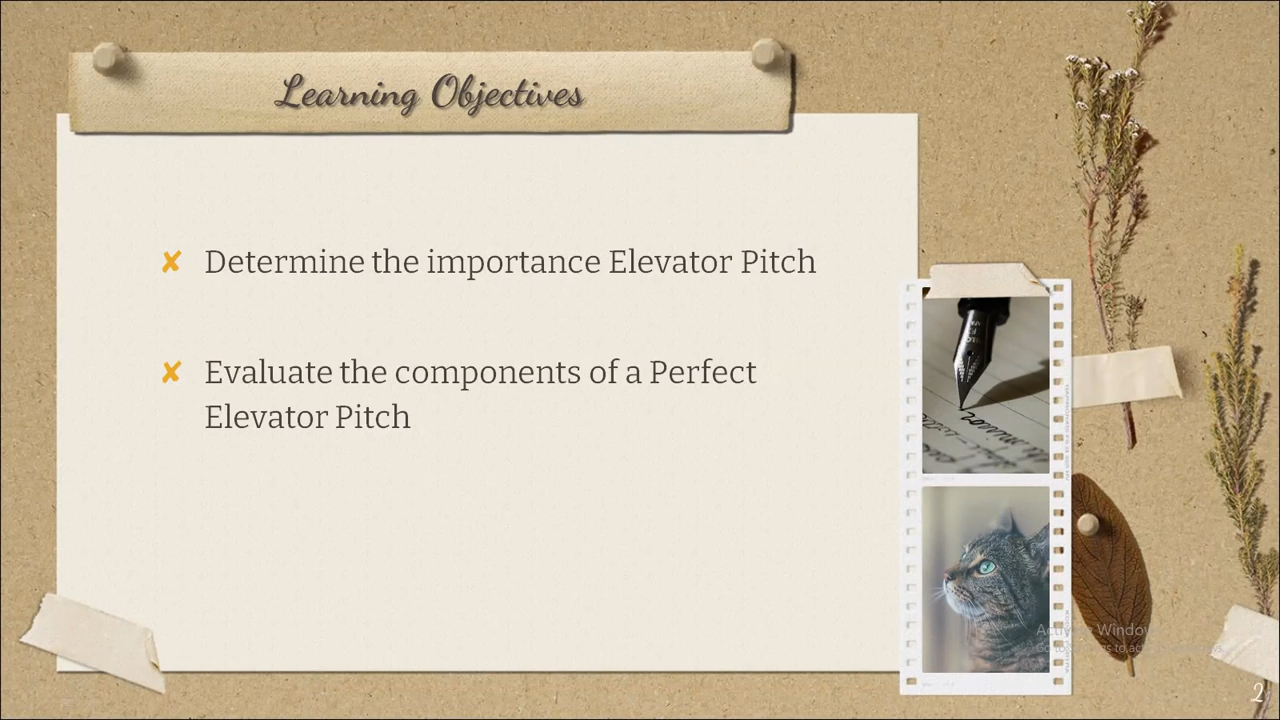 Learning Objectives
✘ Determine the importance Elevator Pitch
✘ Evaluate the components of a Perfect
Elevator Pitch
2